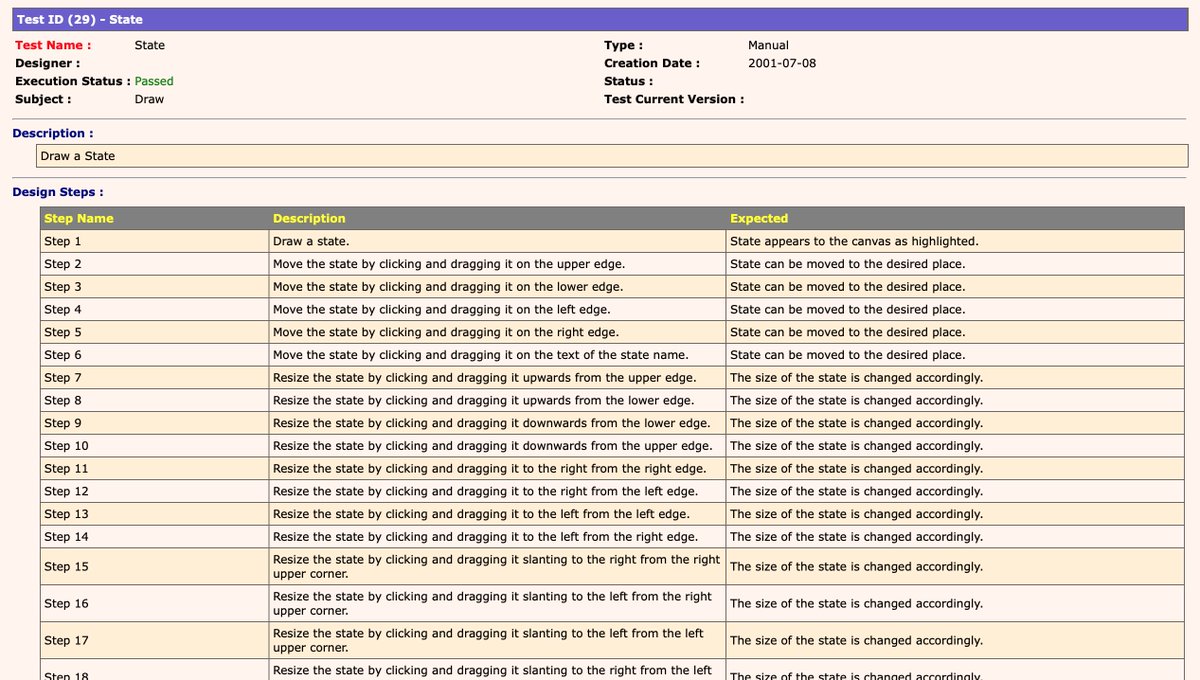 Test ID (29) - State
Test Name : State
Type : Manual
Designer :
Creation Date : 2001-07-08
Execution Status : Passed
Status :
Subject : Draw
Test Current Version :
Description :
Draw a State
Design Steps :
Step Name Description Expected
Step 1 Draw a state. State appears to the canvas as highlighted.
Step 2 Move the state by clicking and dragging it on the upper edge. State can be moved to the desired place.
Step 3 Move the state by clicking and dragging it on the lower edge. State can be moved to the desired place.
Step 4 Move the state by clicking and dragging it on the left edge. State can be moved to the desired place.
Step 5 Move the state by clicking and dragging it on the right edge. State can be moved to the desired place.
Step 6 Move the state by clicking and dragging it on the text of the state name. State can be moved to the desired place.
Step 7 Resize the state by clicking and dragging it upwards from the upper edge. The size of the state is changed accordingly.
Step 8 Resize the state by clicking and dragging it upwards from the lower edge. The size of the state is changed accordingly.
Step 9 Resize the state by clicking and dragging it downwards from the lower edge. The size of the state is changed accordingly.
Step 10 Resize the state by clicking and dragging it downwards from the upper edge. The size of the state is changed accordingly.
Step 11 Resize the state by clicking and dragging it to the right from the right edge. The size of the state is changed accordingly.
Step 12 Resize the state by clicking and dragging it to the right from the left edge. The size of the state is changed accordingly.
Step 13 Resize the state by clicking and dragging it to the left from the left edge. The size of the state is changed accordingly.
Step 14 Resize the state by clicking and dragging it to the left from the right edge. The size of the state is changed accordingly.
Step 15 Resize the state by clicking and dragging it slanting to the right from the right
upper corner. The size of the state is changed accordingly.
Step 16 Resize the state by clicking and dragging it slanting to the left from the right
upper corner. The size of the state is changed accordingly.
Step 17 Resize the state by clicking and dragging it slanting to the left from the left
upper corner. The size of the state is changed accordingly.
Step 18 Resize the state by clicking and dragging it slanting to the right from the left
The size of the state is changed accordingly.